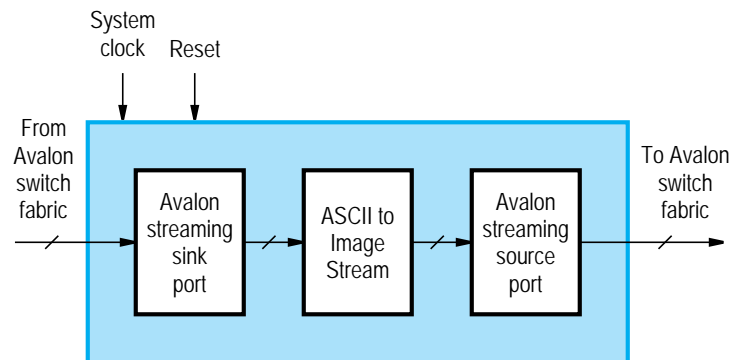 System
clock
Reset
From
Avalon
switch
fabric
Avalon
streaming
sink
port
ASCII to
Image
Stream
Avalon
streaming
source
port
To Avalon
switch
fabric